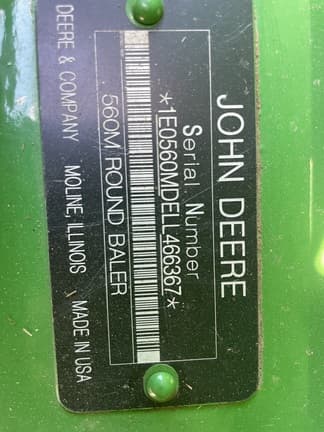 JOHN DEERE
Serial Number
*1E0560MDELL466367*
560M ROUND BALER
DEERE & COMPANY MOLINE, ILLINOIS MADE IN USA